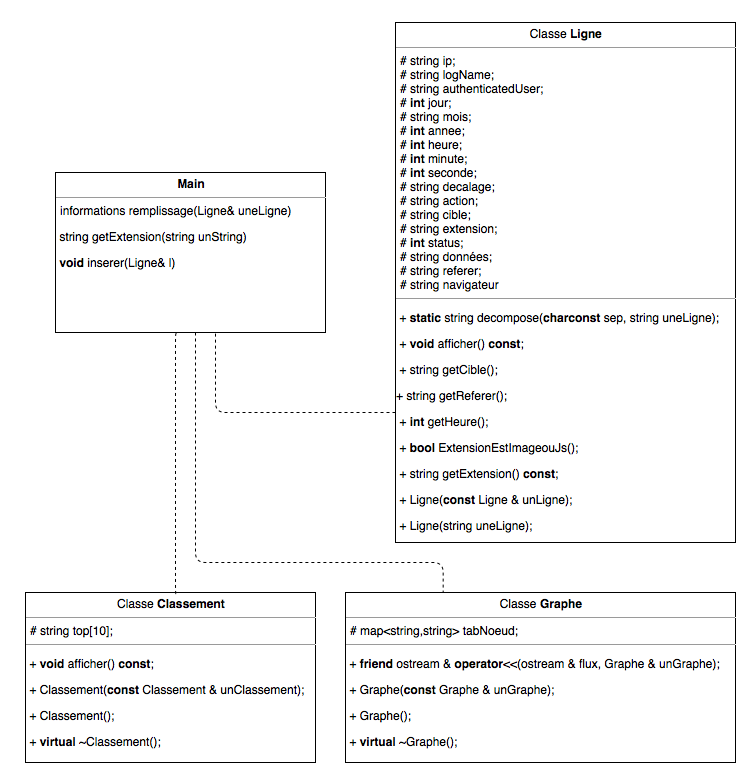 Classe Ligne
# string ip;
# string logName;
# string authenticatedUser;
# int jour;
# string mois;
# int annee;
# int heure;
# int minute;
# int seconde;
# string decalage;
# string action;
# string cible;
# string extension;
# int status;
# string données;
# string referer;
# string navigateur
+ static string decompose(charconst sep, string uneLigne);
+ void afficher() const;
+ string getCible();
+ string getReferer();
+ int getHeure();
+ bool ExtensionEstImageouJs();
+ string getExtension() const;
+ Ligne(const Ligne & unLigne);
+ Ligne(string uneLigne);
Main
informations remplissage(Ligne& uneLigne)
string getExtension(string unString)
void inserer(Ligne& l)
Classe Classement
# string top[10];
+ void afficher() const;
+ Classement(const Classement & unClassement);
+ Classement();
+ virtual ~Classement();
Classe Graphe
# map<string,string> tabNoeud;
+ friend ostream & operator<<(ostream & flux, Graphe & unGraphe);
+ Graphe(const Graphe & unGraphe);
+ Graphe();
+ virtual ~Graphe();